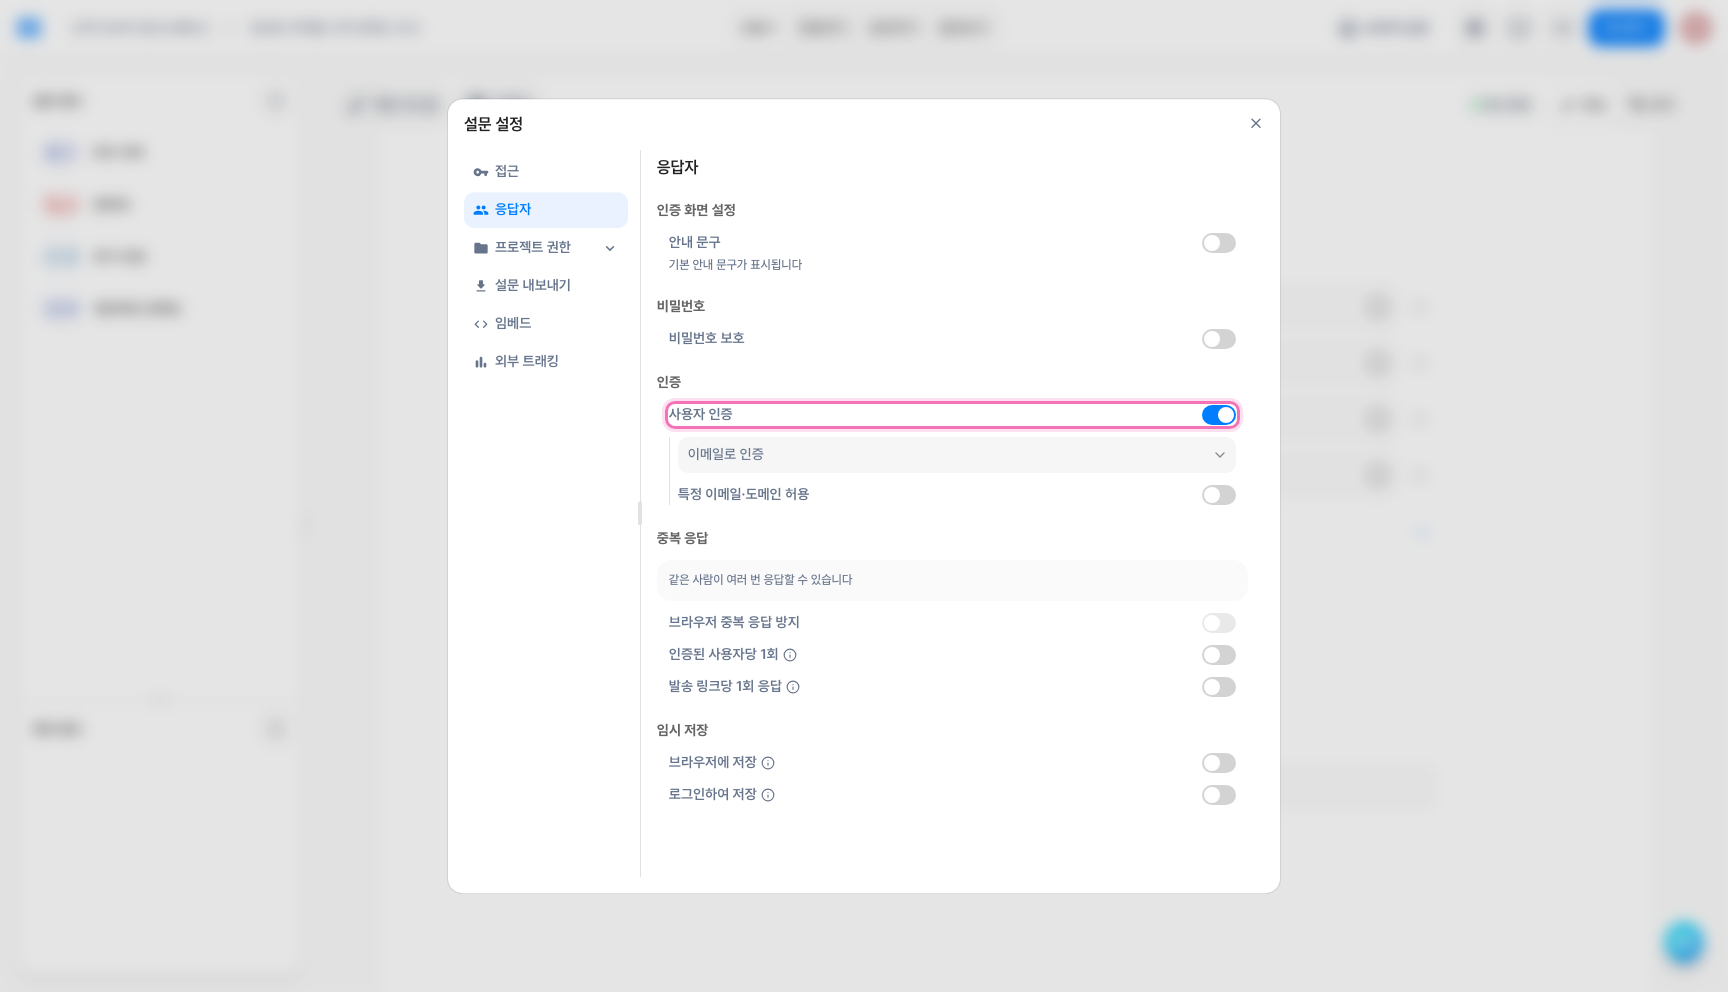 설문 설정
접근
응답자
프로젝트 권한
설문 내보내기
임베드
외부 트래킹
응답자
인증 화면 설정
안내 문구
기본 안내 문구가 표시됩니다
비밀번호
비밀번호 보호
인증
사용자 인증
이메일로 인증
특정 이메일·도메인 허용
중복 응답
같은 사람이 여러 번 응답할 수 있습니다
브라우저 중복 응답 방지
인증된 사용자당 1회
발송 링크당 1회 응답
임시 저장
브라우저에 저장
로그인하여 저장